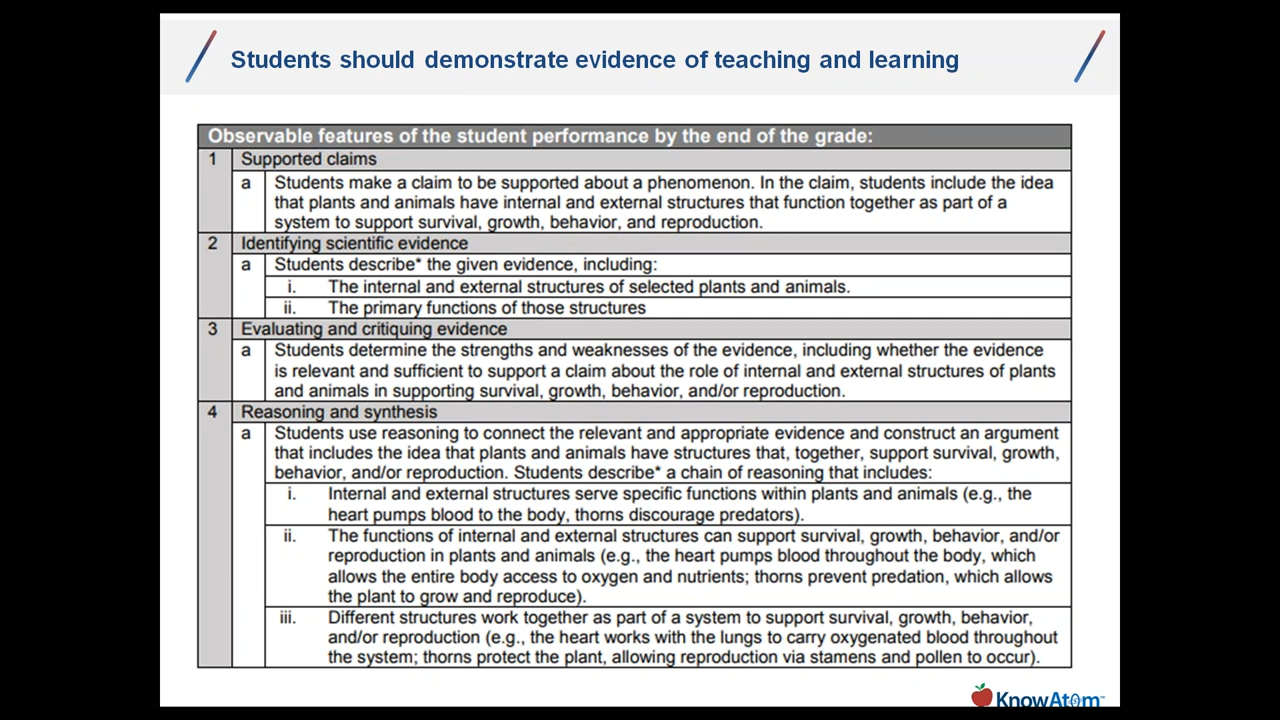 Students should demonstrate evidence of teaching and learning
Observable features of the student performance by the end of the grade:
1 Supported claims
a Students make a claim to be supported about a phenomenon. In the claim, students include the idea
that plants and animals have internal and external structures that function together as part of a
system to support survival, growth, behavior, and reproduction.
2 Identifying scientific evidence
a Students describe* the given evidence, including:
i. The internal and external structures of selected plants and animals.
ii. The primary functions of those structures
3 Evaluating and critiquing evidence
a Students determine the strengths and weaknesses of the evidence, including whether the evidence
is relevant and sufficient to support a claim about the role of internal and external structures of plants
and animals in supporting survival, growth, behavior, and/or reproduction.
4 Reasoning and synthesis
a Students use reasoning to connect the relevant and appropriate evidence and construct an argument
that includes the idea that plants and animals have structures that, together, support survival, growth,
behavior, and/or reproduction. Students describe* a chain of reasoning that includes:
i. Internal and external structures serve specific functions within plants and animals (e.g., the
heart pumps blood to the body, thorns discourage predators).
ii. The functions of internal and external structures can support survival, growth, behavior, and/or
reproduction in plants and animals (e.g., the heart pumps blood throughout the body, which
allows the entire body access to oxygen and nutrients; thorns prevent predation, which allows
the plant to grow and reproduce).
iii. Different structures work together as part of a system to support survival, growth, behavior,
and/or reproduction (e.g., the heart works with the lungs to carry oxygenated blood throughout
the system; thorns protect the plant, allowing reproduction via stamens and pollen to occur).
KnowAtom™